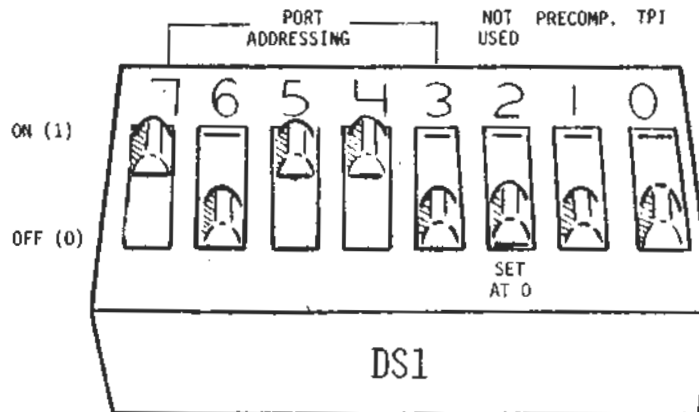 PORT ADDRESSING NOT USED PRECOMP. TPI
7 6 5 4 3 2 1 0
ON (1)
OFF (0)
SET
AT 0
DS1